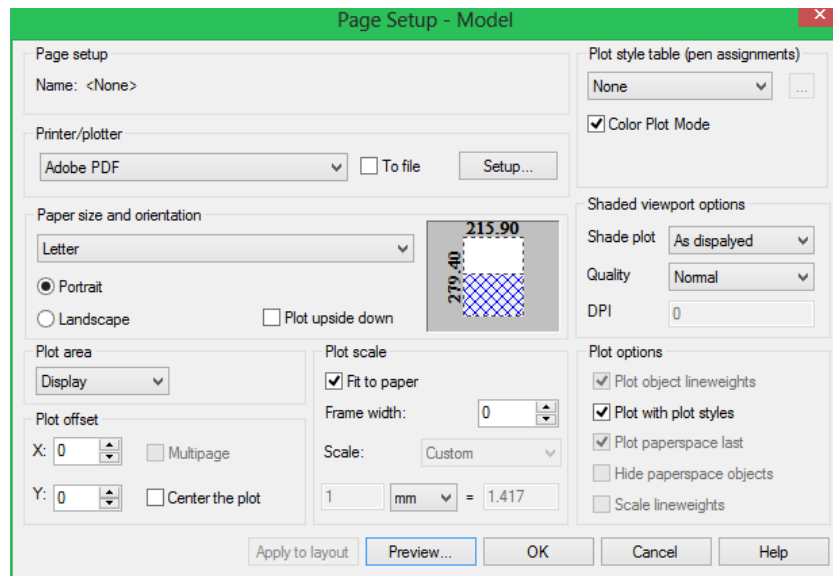 Page Setup - Model
Page setup
Name: <None>
Printer/plotter
Adobe PDF
To file
Setup...
Paper size and orientation
Letter
Portrait
Landscape
Plot upside down
215.90
279.40
Plot area
Display
Plot offset
X: 0
Multipage
Y: 0
Center the plot
Plot scale
Fit to paper
Frame width: 0
Scale: Custom
1 mm = 1.417
Plot style table (pen assignments)
None
...
Color Plot Mode
Shaded viewport options
Shade plot As dispalyed
Quality Normal
DPI 0
Plot options
Plot object lineweights
Plot with plot styles
Plot paperspace last
Hide paperspace objects
Scale lineweights
Apply to layout
Preview...
OK
Cancel
Help